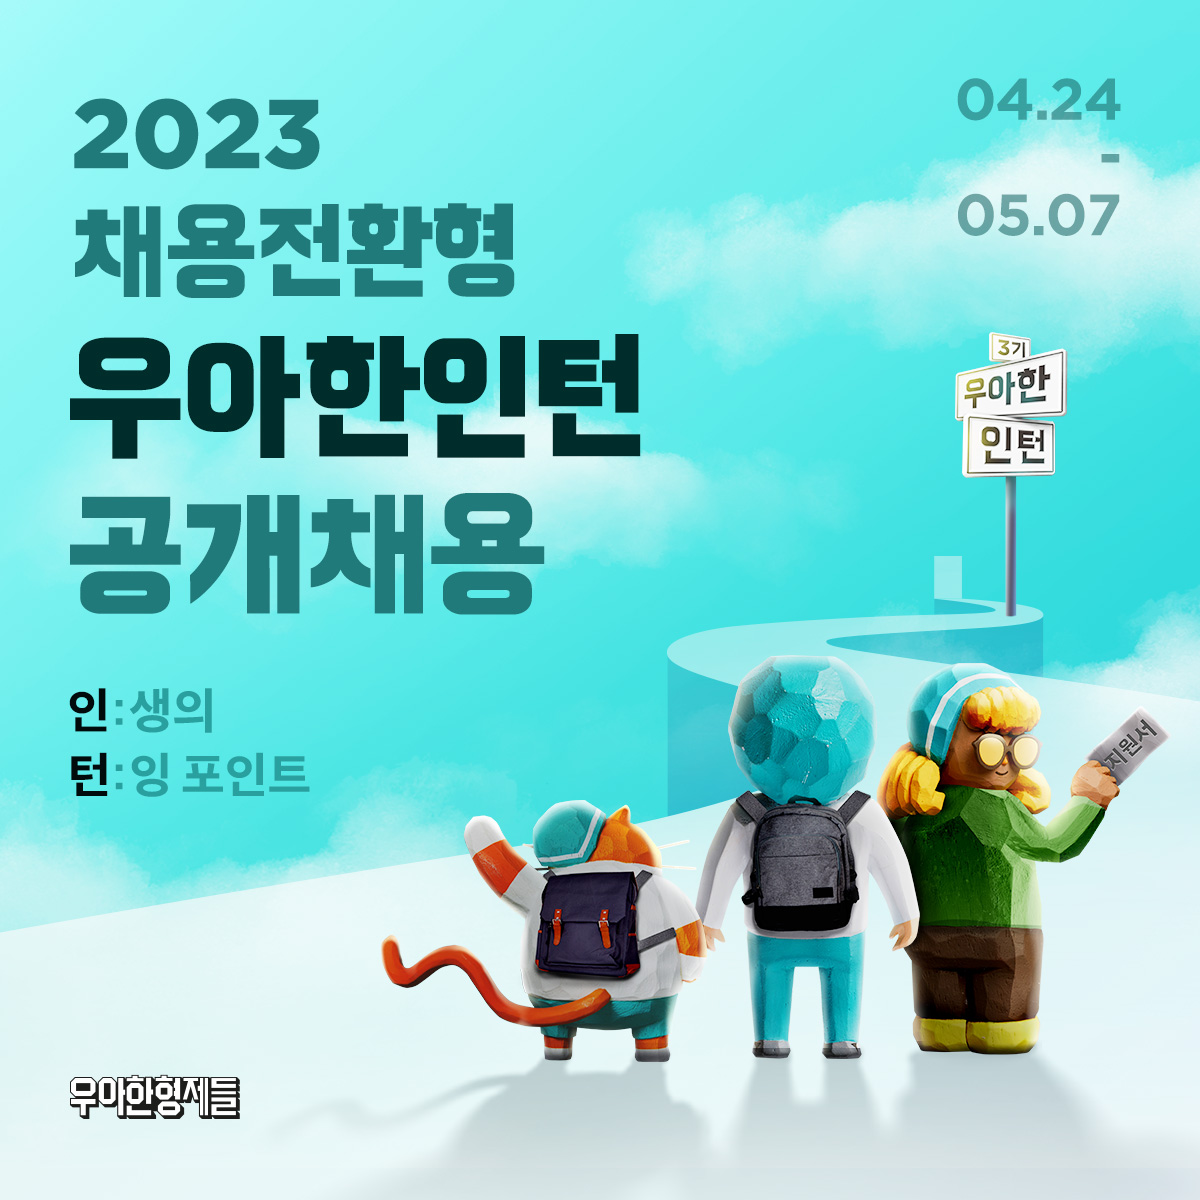 2023
채용전환형
우아한인턴
공개채용
인:생의
턴:잉 포인트
04.24
-
05.07
3기
우아한
인턴
지원서
우아한형제들